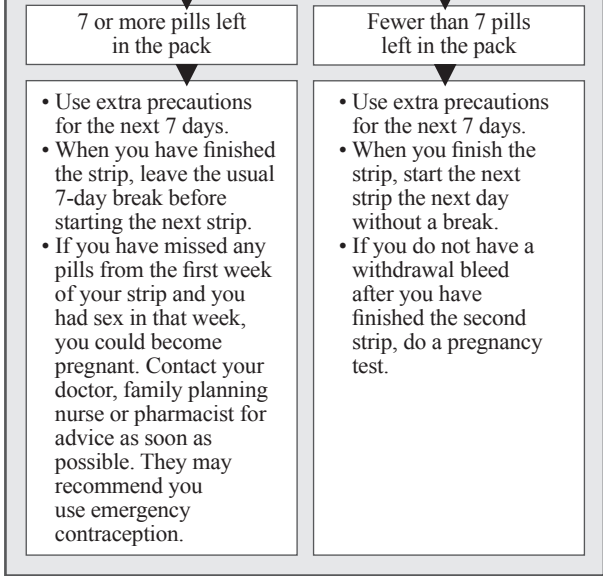 7 or more pills left
in the pack
• Use extra precautions
for the next 7 days.
• When you have finished
the strip, leave the usual
7-day break before
starting the next strip.
• If you have missed any
pills from the first week
of your strip and you
had sex in that week,
you could become
pregnant. Contact your
doctor, family planning
nurse or pharmacist for
advice as soon as
possible. They may
recommend you
use emergency
contraception.
Fewer than 7 pills
left in the pack
• Use extra precautions
for the next 7 days.
• When you finish the
strip, start the next
strip the next day
without a break.
• If you do not have a
withdrawal bleed
after you have
finished the second
strip, do a pregnancy
test.